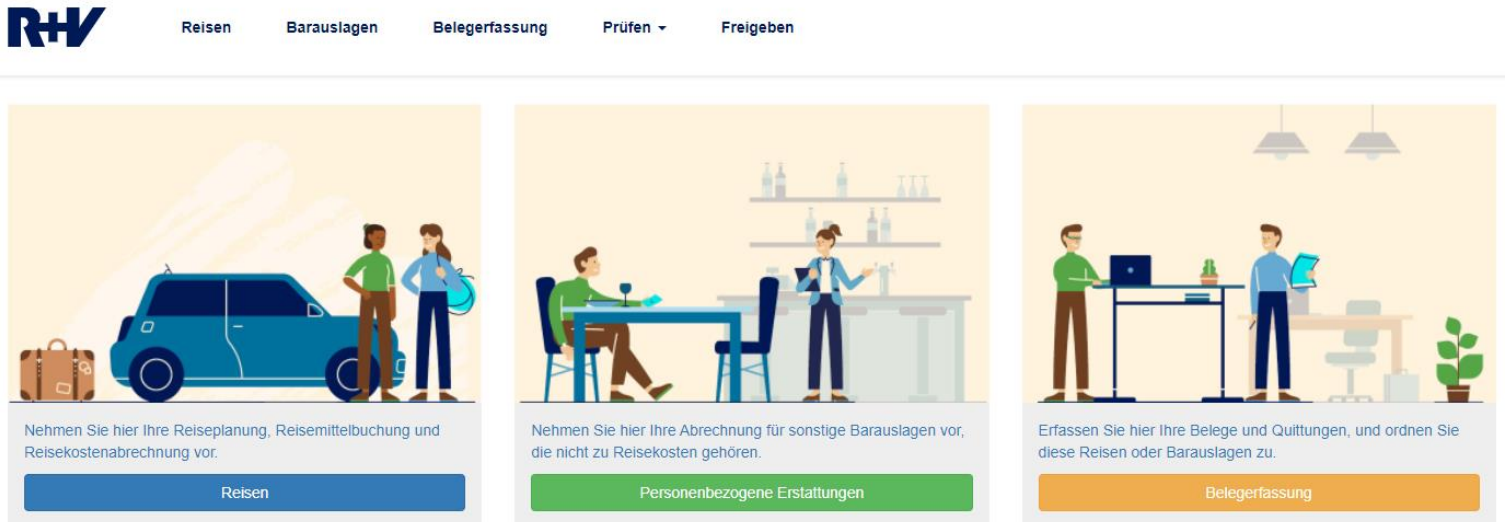 R+V
Reisen Barauslagen Belegerfassung Prüfen Freigeben
Nehmen Sie hier Ihre Reiseplanung, Reisemittelbuchung und
Reisekostenabrechnung vor.
Reisen
Nehmen Sie hier Ihre Abrechnung für sonstige Barauslagen vor,
die nicht zu Reisekosten gehören.
Personenbezogene Erstattungen
Erfassen Sie hier Ihre Belege und Quittungen, und ordnen Sie
diese Reisen oder Barauslagen zu.
Belegerfassung